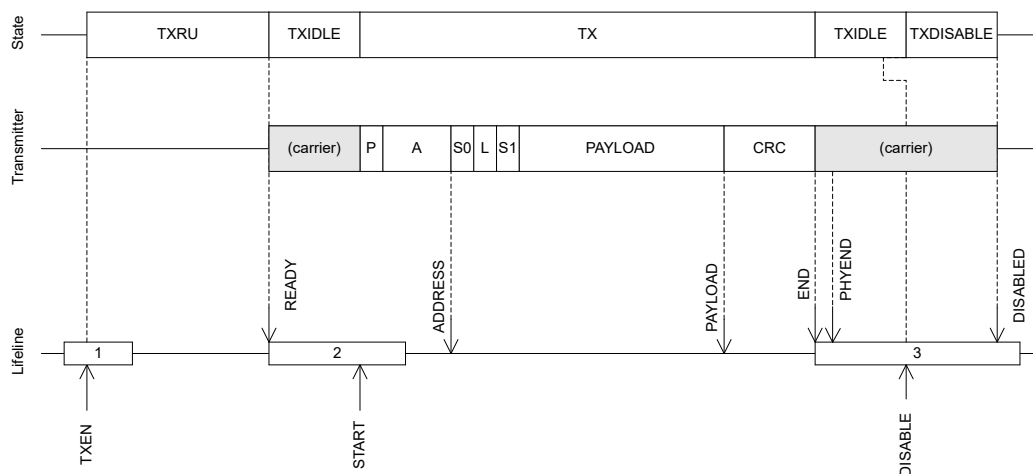 State
TXRU TXIDLE TX TXIDLE TXDISABLE
Transmitter
(carrier) P A S0 L S1 PAYLOAD CRC (carrier)
READY ADDRESS PAYLOAD END PHYEND DISABLED
Lifeline
1 2 3
TXEN START DISABLE